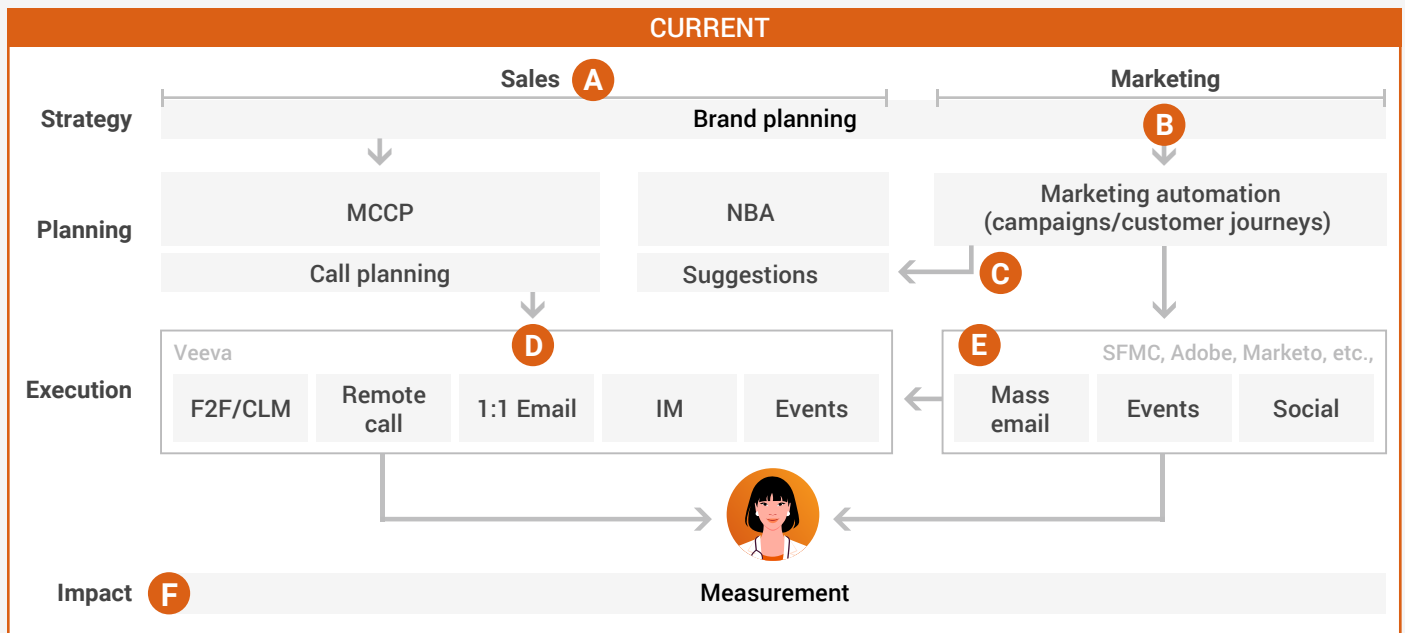 CURRENT
Sales A
Marketing
Strategy
Brand planning
B
Planning
MCCP
NBA
Marketing automation
(campaigns/customer journeys)
Call planning
Suggestions
C
Execution
Veeva
D
F2F/CLM
Remote
call
1:1 Email
IM
Events
E
SFMC, Adobe, Marketo, etc.,
Mass
email
Events
Social
Impact
F
Measurement